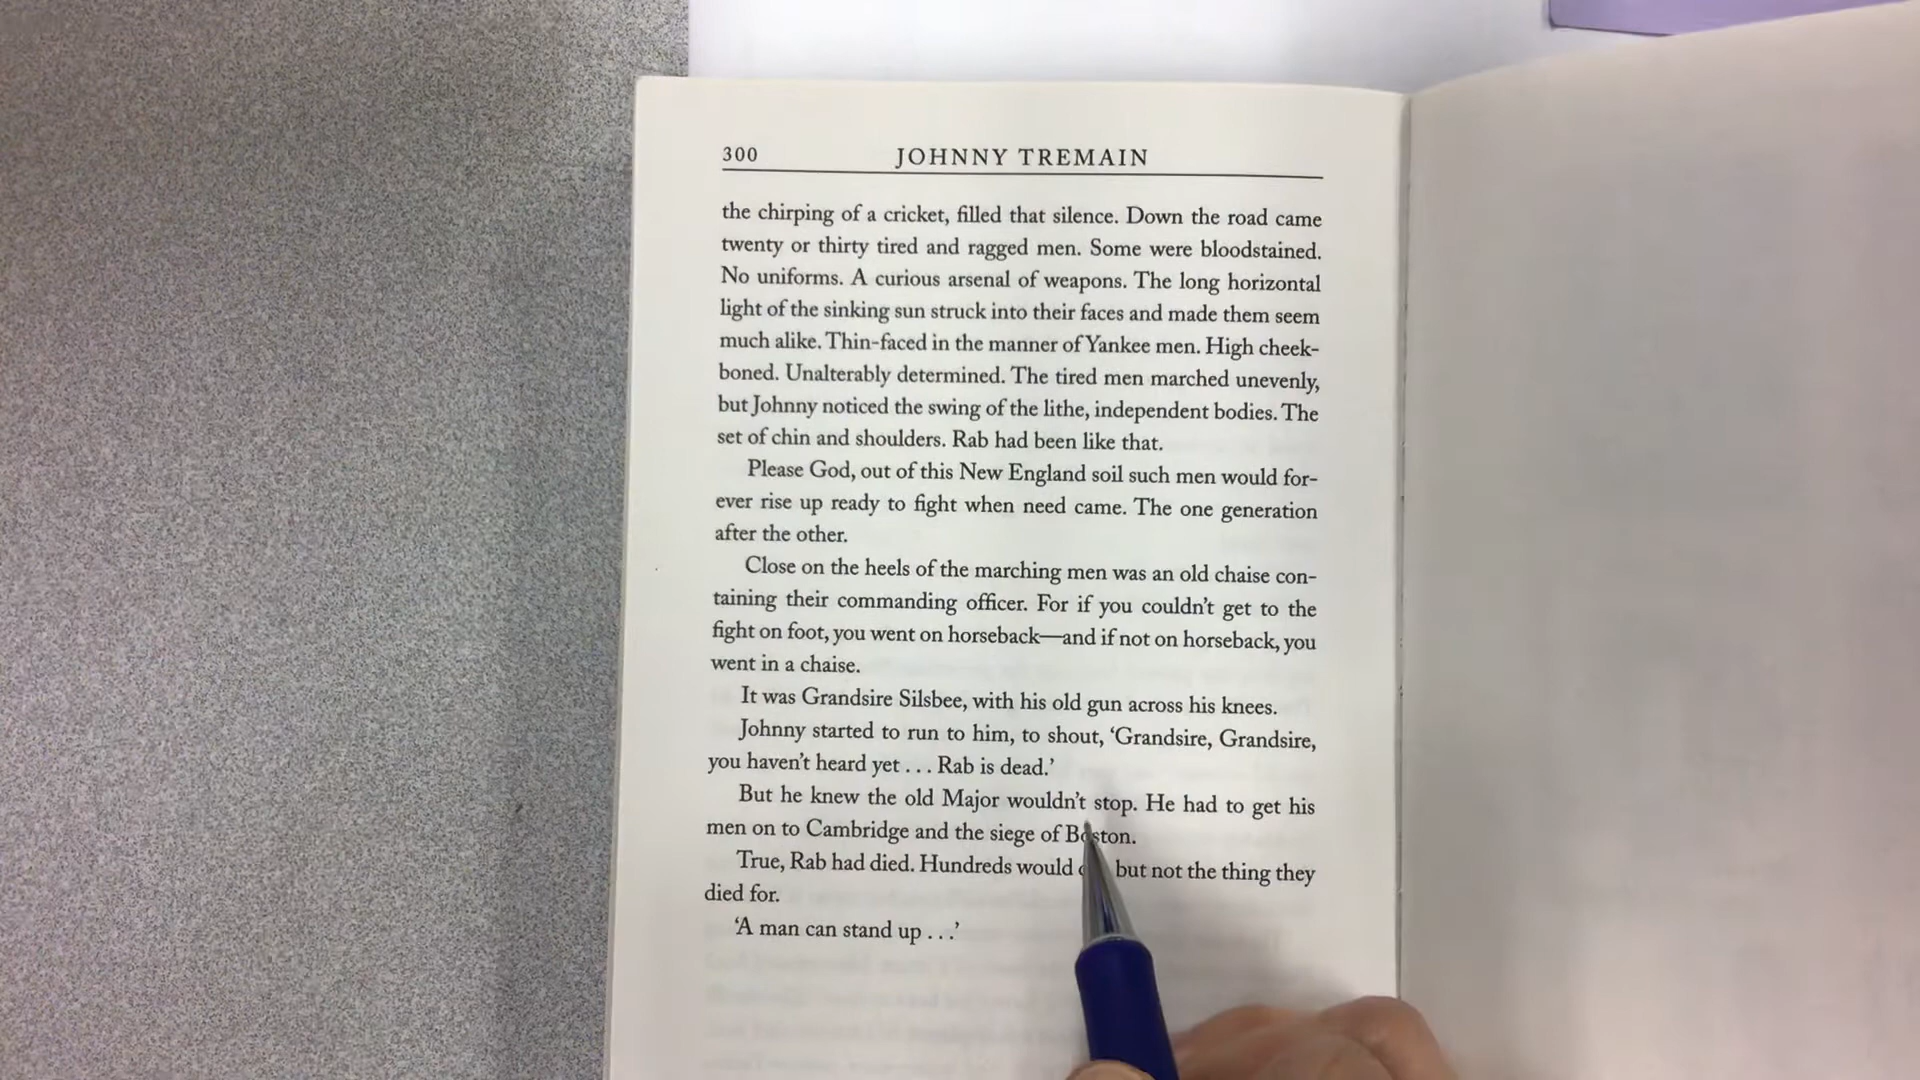 300 JOHNNY TREMAIN
the chirping of a cricket, filled that silence. Down the road came
twenty or thirty tired and ragged men. Some were bloodstained.
No uniforms. A curious arsenal of weapons. The long horizontal
light of the sinking sun struck into their faces and made them seem
much alike. Thin-faced in the manner of Yankee men. High cheek-
boned. Unalterably determined. The tired men marched unevenly,
but Johnny noticed the swing of the lithe, independent bodies. The
set of chin and shoulders. Rab had been like that.
Please God, out of this New England soil such men would for-
ever rise up ready to fight when need came. The one generation
after the other.
Close on the heels of the marching men was an old chaise con-
taining their commanding officer. For if you couldn't get to the
fight on foot, you went on horseback—and if not on horseback, you
went in a chaise.
It was Grandsire Silsbee, with his old gun across his knees.
Johnny started to run to him, to shout, ‘Grandsire, Grandsire,
you haven't heard yet . . . Rab is dead.’
But he knew the old Major wouldn't stop. He had to get his
men on to Cambridge and the siege of Boston.
True, Rab had died. Hundreds would but not the thing they
died for.
‘A man can stand up . . .’